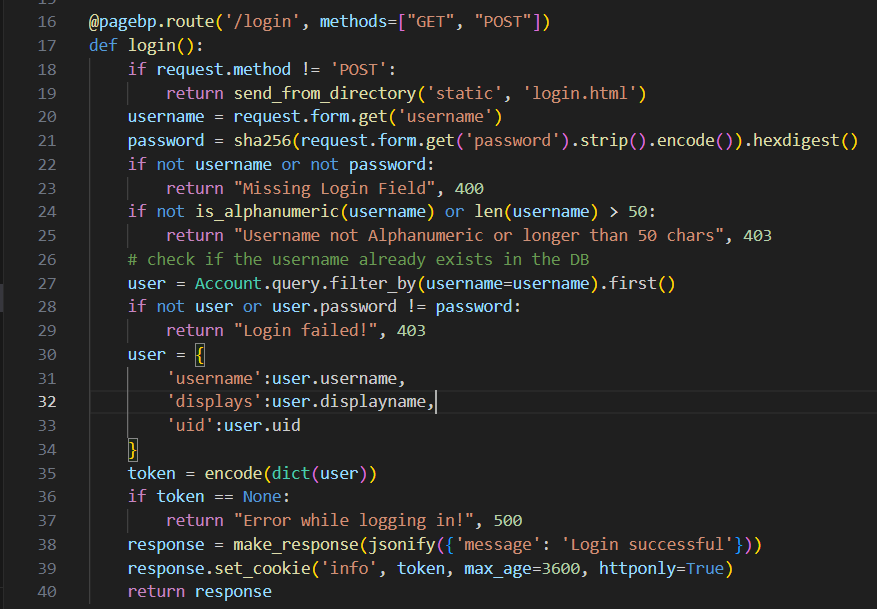 16 @pagebp.route('/login', methods=["GET", "POST"])
17 def login():
18     if request.method != 'POST':
19         return send_from_directory('static', 'login.html')
20     username = request.form.get('username')
21     password = sha256(request.form.get('password').strip().encode()).hexdigest()
22     if not username or not password:
23         return "Missing Login Field", 400
24     if not is_alphanumeric(username) or len(username) > 50:
25         return "Username not Alphanumeric or longer than 50 chars", 403
26     # check if the username already exists in the DB
27     user = Account.query.filter_by(username=username).first()
28     if not user or user.password != password:
29         return "Login failed!", 403
30     user = {
31         'username':user.username,
32         'displays':user.displayname,
33         'uid':user.uid
34     }
35     token = encode(dict(user))
36     if token == None:
37         return "Error while logging in!", 500
38     response = make_response(jsonify({'message': 'Login successful'}))
39     response.set_cookie('info', token, max_age=3600, httponly=True)
40     return response